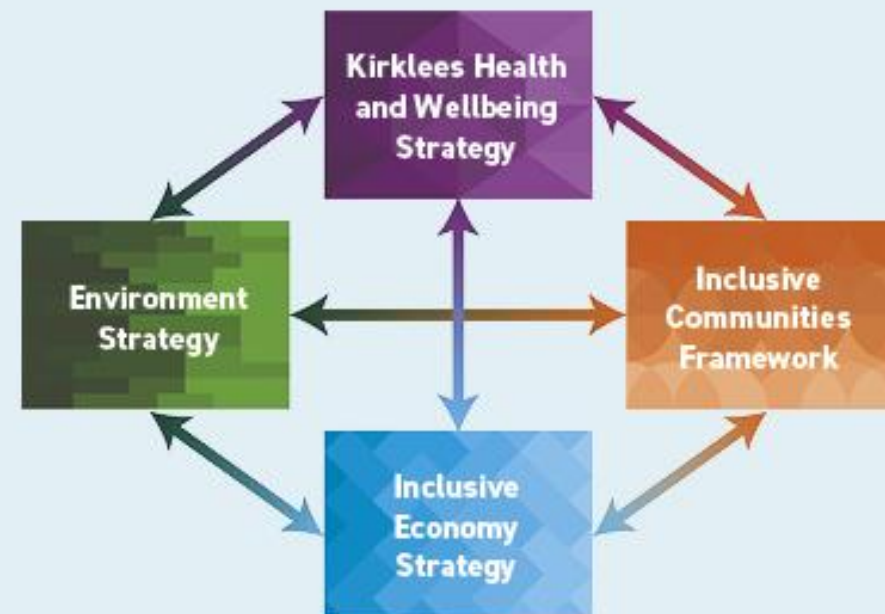 Kirklees Health
and Wellbeing
Strategy
Environment
Strategy
Inclusive
Communities
Framework
Inclusive
Economy
Strategy